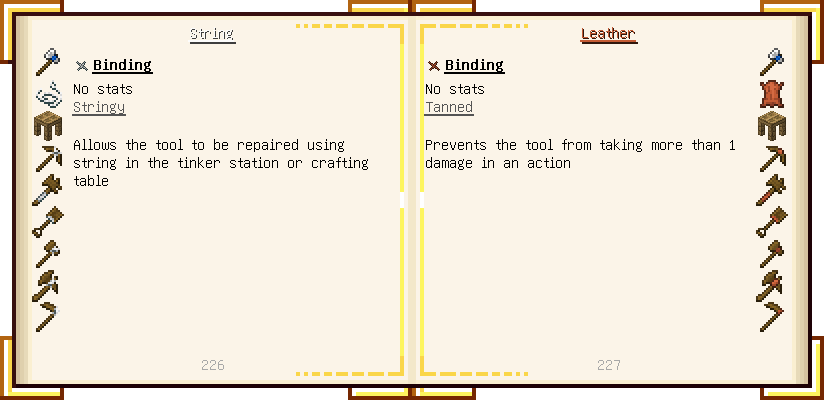 String
Binding
No stats
Stringy
Allows the tool to be repaired using
string in the tinker station or crafting
table
226
Leather
Binding
No stats
Tanned
Prevents the tool from taking more than 1
damage in an action
227